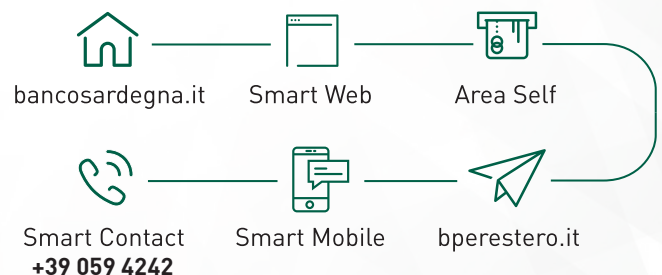 bancosardegna.it
Smart Web
Area Self
Smart Contact
+39 059 4242
Smart Mobile
bperestero.it